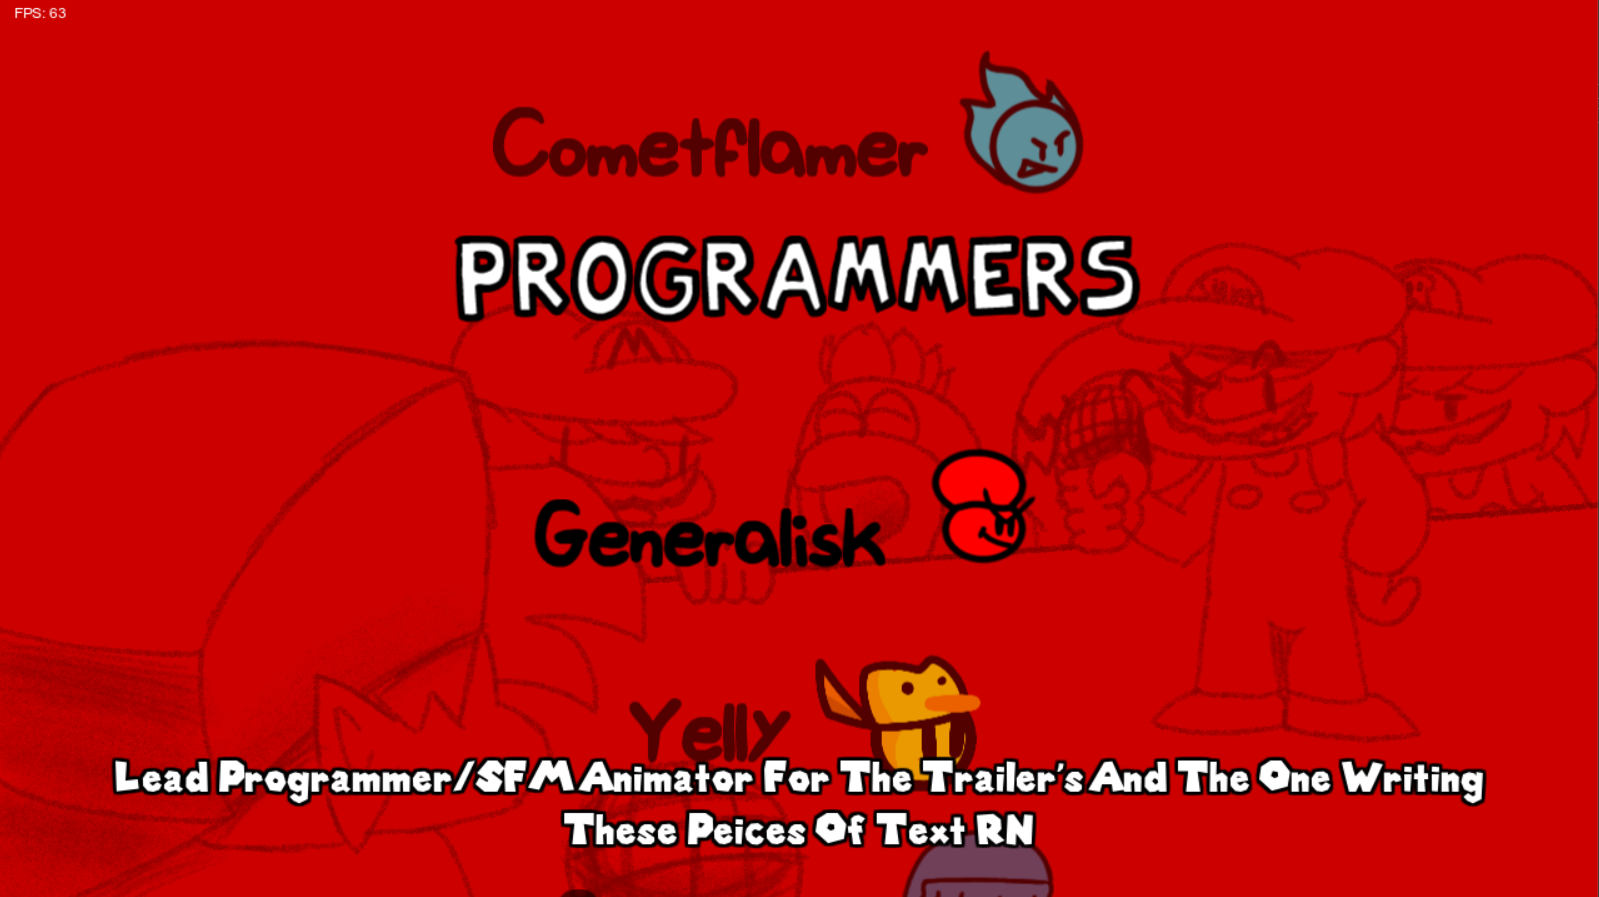 FPS: 63
Cometflamer
PROGRAMMERS
Generalisk
Yelly
Lead Programmer/SFM Animator For The Trailer's And The One Writing
These Peices Of Text RN